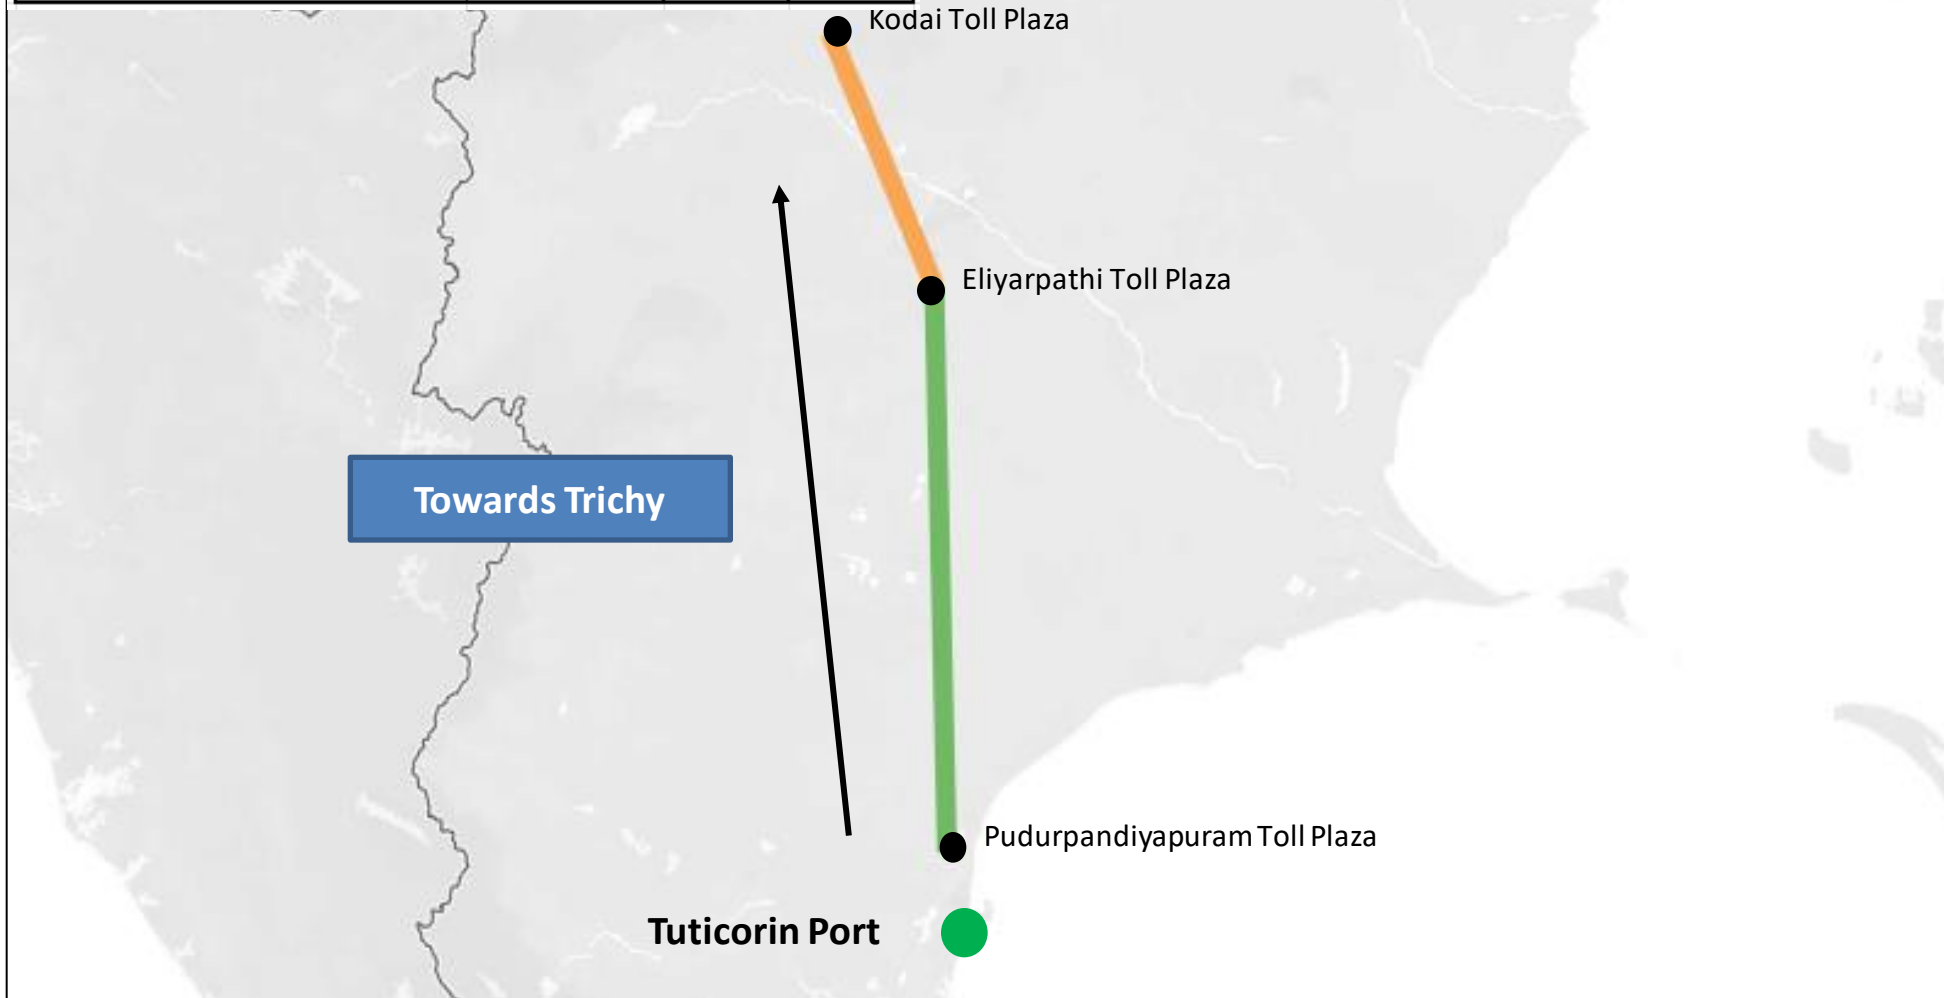 Kodai Toll Plaza
Eliyarpathi Toll Plaza
Towards Trichy
Pudurpandiyapuram Toll Plaza
Tuticorin Port